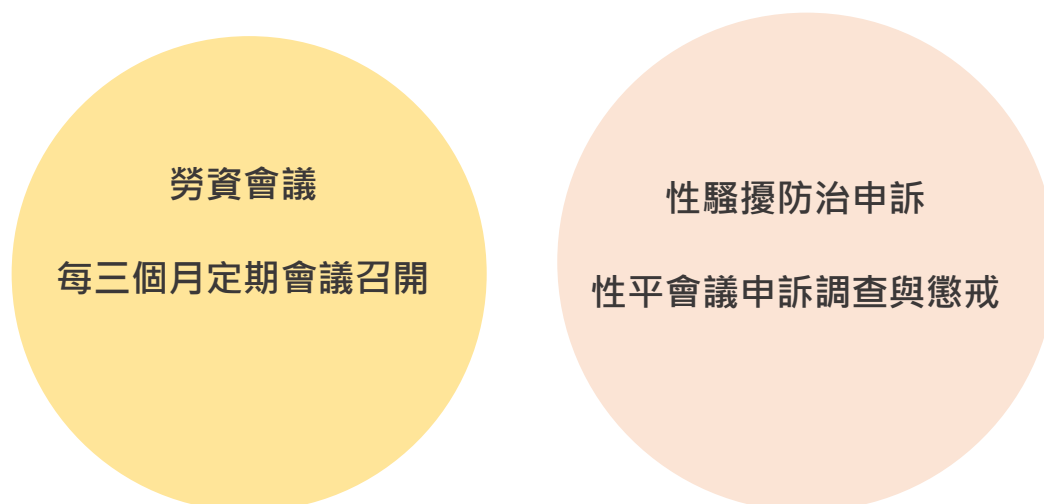 勞資會議
每三個月定期會議召開
性騷擾防治申訴
性平會議申訴調查與懲戒